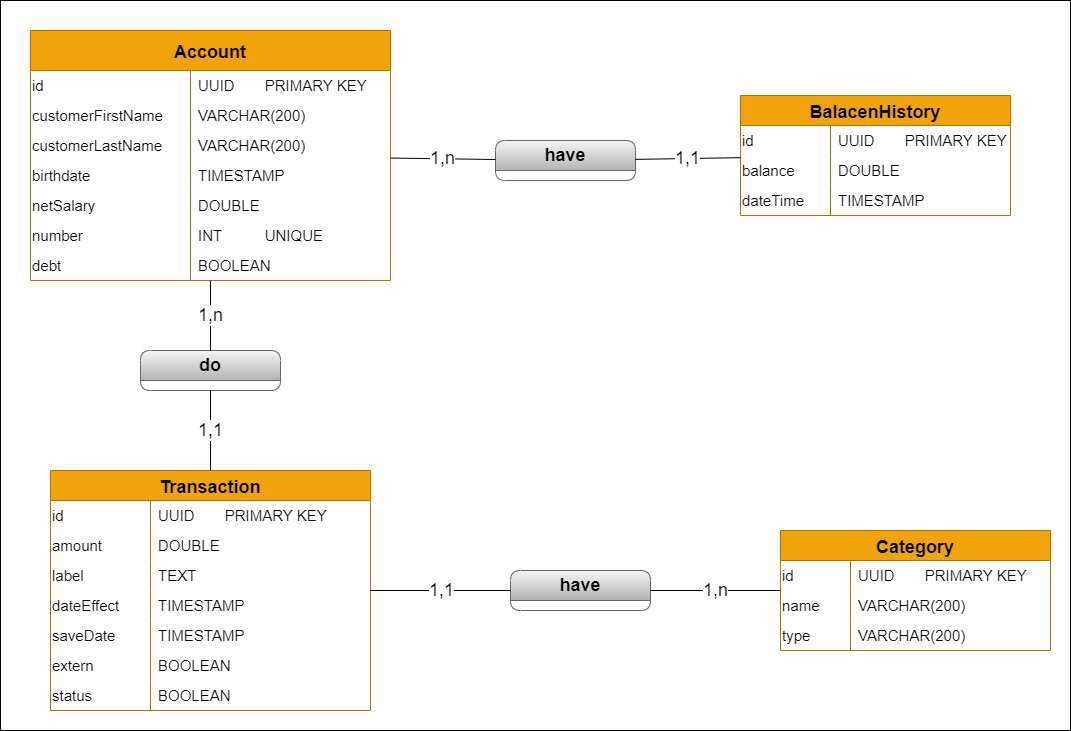 Account
id UUID PRIMARY KEY
customerFirstName VARCHAR(200)
customerLastName VARCHAR(200)
birthdate TIMESTAMP
netSalary DOUBLE
number INT UNIQUE
debt BOOLEAN
1,n
have
1,1
BalacenHistory
id UUID PRIMARY KEY
balance DOUBLE
dateTime TIMESTAMP
1,n
do
1,1
Transaction
id UUID PRIMARY KEY
amount DOUBLE
label TEXT
dateEffect TIMESTAMP
saveDate TIMESTAMP
extern BOOLEAN
status BOOLEAN
1,1
have
1,n
Category
id UUID PRIMARY KEY
name VARCHAR(200)
type VARCHAR(200)